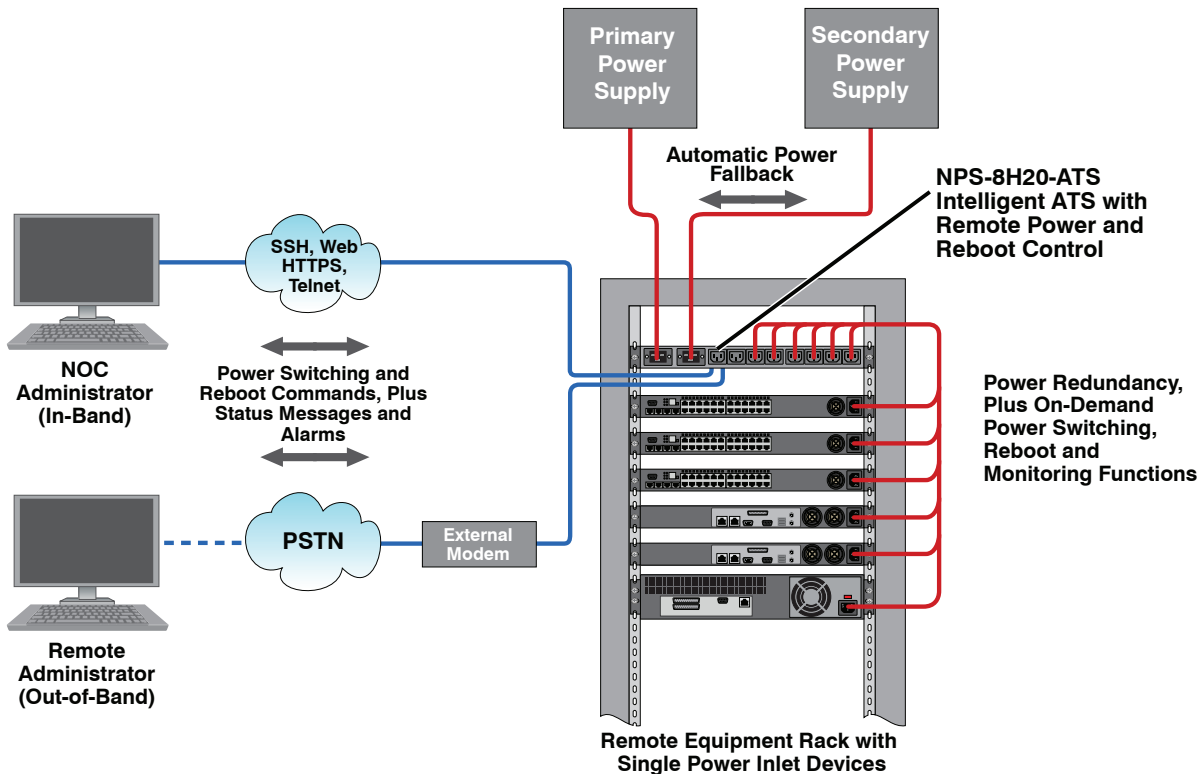 Primary
Power
Supply
Secondary
Power
Supply
Automatic Power
Fallback
NPS-8H20-ATS
Intelligent ATS with
Remote Power and
Reboot Control
SSH, Web
HTTPS,
Telnet
NOC
Administrator
(In-Band)
Power Switching and
Reboot Commands, Plus
Status Messages and
Alarms
Power Redundancy,
Plus On-Demand
Power Switching,
Reboot and
Monitoring Functions
PSTN
External
Modem
Remote
Administrator
(Out-of-Band)
Remote Equipment Rack with
Single Power Inlet Devices